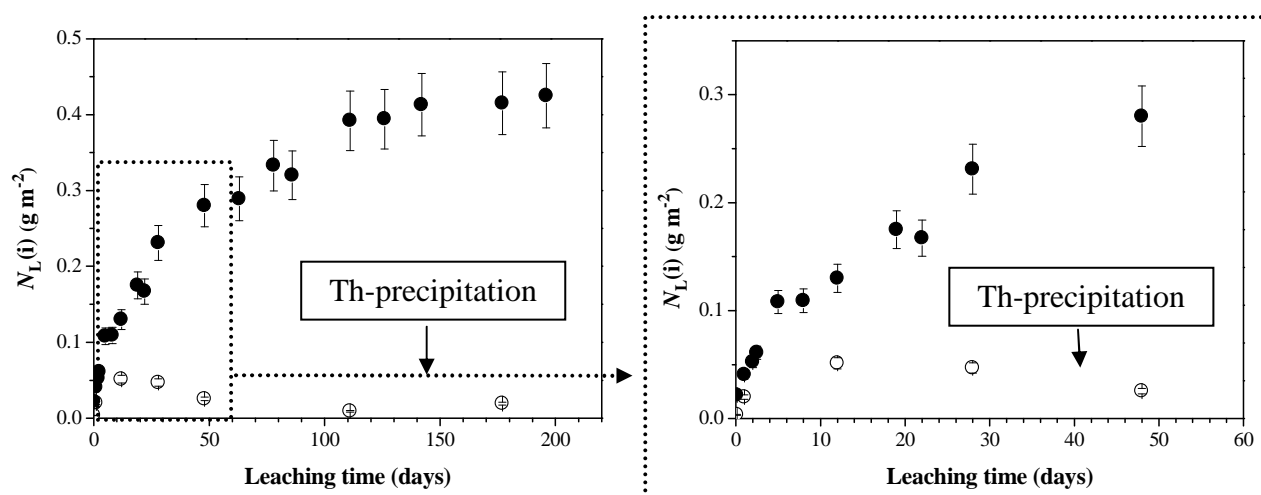 0.5
0.4
0.3
0.2
0.1
0.0
N_L(i) (g m^-2)
Th-precipitation
0 50 100 150 200
Leaching time (days)
0.3
0.2
0.1
0.0
N_L(i) (g m^-2)
Th-precipitation
0 10 20 30 40 50 60
Leaching time (days)